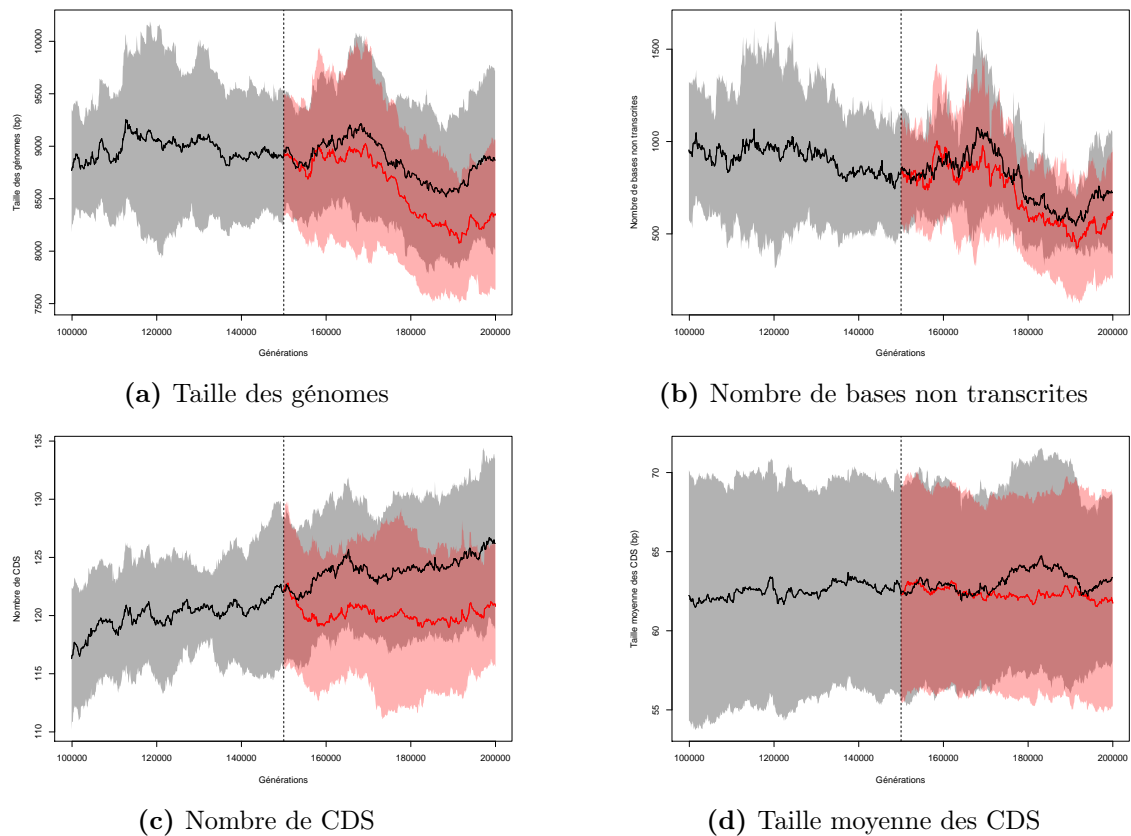 Taille des génomes (bp)
10000
9500
9000
8500
8000
7500
100000 120000 140000 160000 180000 200000
Générations
(a) Taille des génomes
Nombre de bases non transcrites
1500
1000
500
100000 120000 140000 160000 180000 200000
Générations
(b) Nombre de bases non transcrites
Nombre de CDS
135
130
125
120
115
110
100000 120000 140000 160000 180000 200000
Générations
(c) Nombre de CDS
Taille moyenne des CDS (bp)
70
65
60
55
100000 120000 140000 160000 180000 200000
Générations
(d) Taille moyenne des CDS